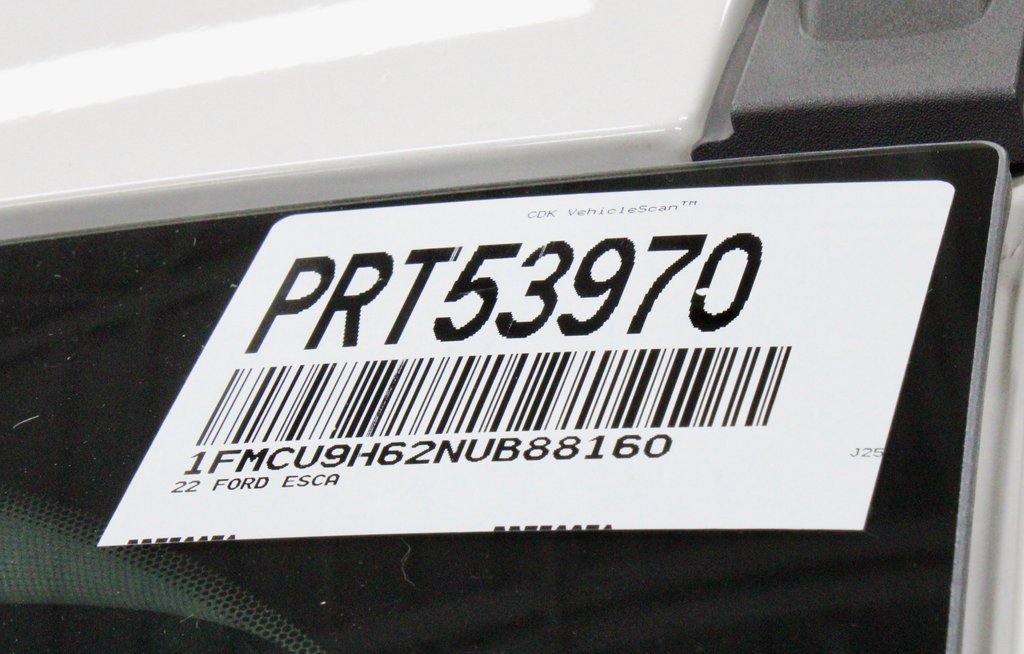 CDK VehicleScan™
PRT53970
1FMCU9H62NUB88160
J25
22 FORD ESCA